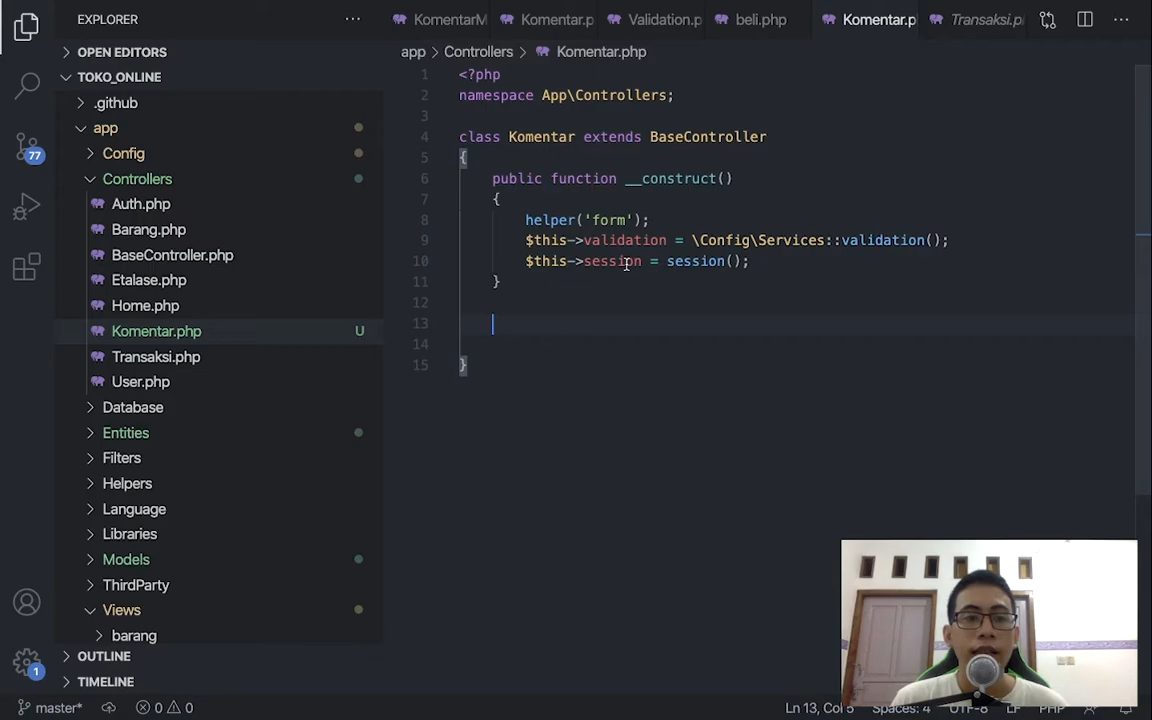 EXPLORER
OPEN EDITORS
TOKO_ONLINE
.github
app
Config
Controllers
Auth.php
Barang.php
BaseController.php
Etalase.php
Home.php
Komentar.php U
Transaksi.php
User.php
Database
Entities
Filters
Helpers
Language
Libraries
Models
ThirdParty
Views
barang
OUTLINE
TIMELINE
77
1
KomentarM Komentar.p Validation.p beli.php Komentar.p Transaksi.p
app > Controllers > Komentar.php
1 <?php
2 namespace App\Controllers;
3
4 class Komentar extends BaseController
5 {
6 public function __construct()
7 {
8 helper('form');
9 $this->validation = \Config\Services::validation();
10 $this->session = session();
11 }
12
13
14
15 }
master* 0 0 Ln 13, Col 5 Spaces: 4 UTF-8 LF PHP